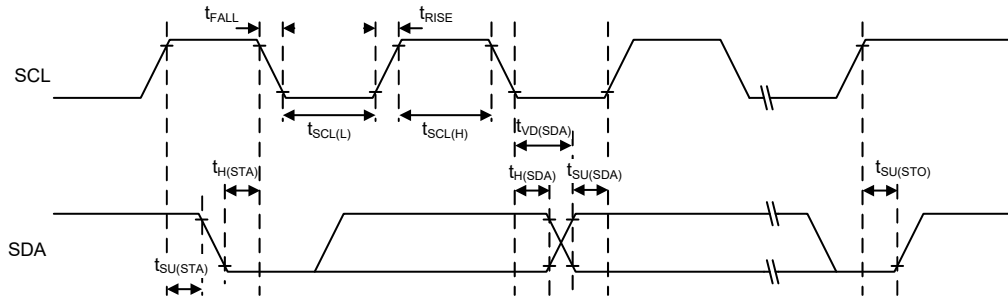 tFALL
tRISE
SCL
tSCL(L)
tSCL(H)
tVD(SDA)
tH(STA)
tH(SDA)
tSU(SDA)
tSU(STO)
SDA
tSU(STA)